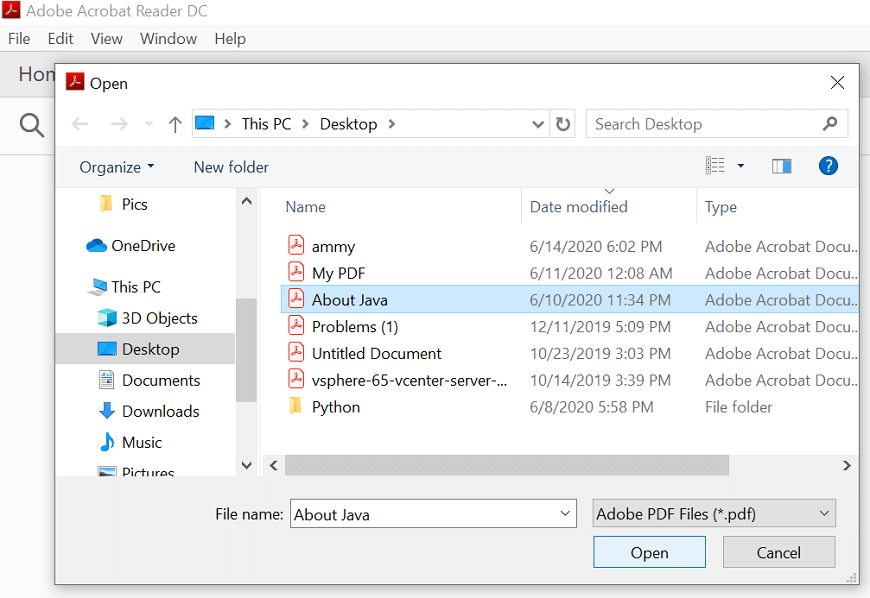 Adobe Acrobat Reader DC
File Edit View Window Help
Hon
Open
This PC Desktop
Search Desktop
Organize New folder
?
Pics
OneDrive
This PC
3D Objects
Desktop
Documents
Downloads
Music
Pictures
Name Date modified Type
ammy 6/14/2020 6:02 PM Adobe Acrobat Docu...
My PDF 6/11/2020 12:08 AM Adobe Acrobat Docu...
About Java 6/10/2020 11:34 PM Adobe Acrobat Docu...
Problems (1) 12/11/2019 5:09 PM Adobe Acrobat Docu...
Untitled Document 10/23/2019 3:03 PM Adobe Acrobat Docu...
vsphere-65-vcenter-server-... 10/14/2019 3:39 PM Adobe Acrobat Docu...
Python 6/8/2020 5:58 PM File folder
File name: About Java Adobe PDF Files (*.pdf)
Open Cancel